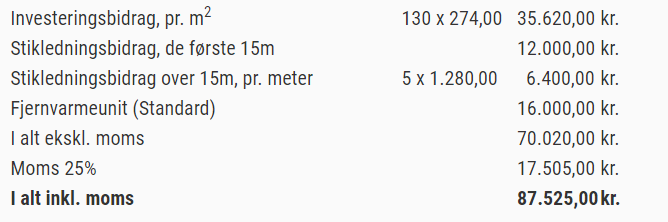 Investeringsbidrag, pr. m² 130 x 274,00 35.620,00 kr.
Stikledningsbidrag, de første 15m 12.000,00 kr.
Stikledningsbidrag over 15m, pr. meter 5 x 1.280,00 6.400,00 kr.
Fjernvarmeunit (Standard) 16.000,00 kr.
I alt ekskl. moms 70.020,00 kr.
Moms 25% 17.505,00 kr.
I alt inkl. moms 87.525,00 kr.